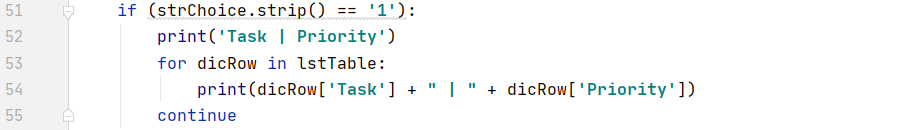 51 if (strChoice.strip() == '1'):
52 print('Task | Priority')
53 for dicRow in lstTable:
54 print(dicRow['Task'] + " | " + dicRow['Priority'])
55 continue